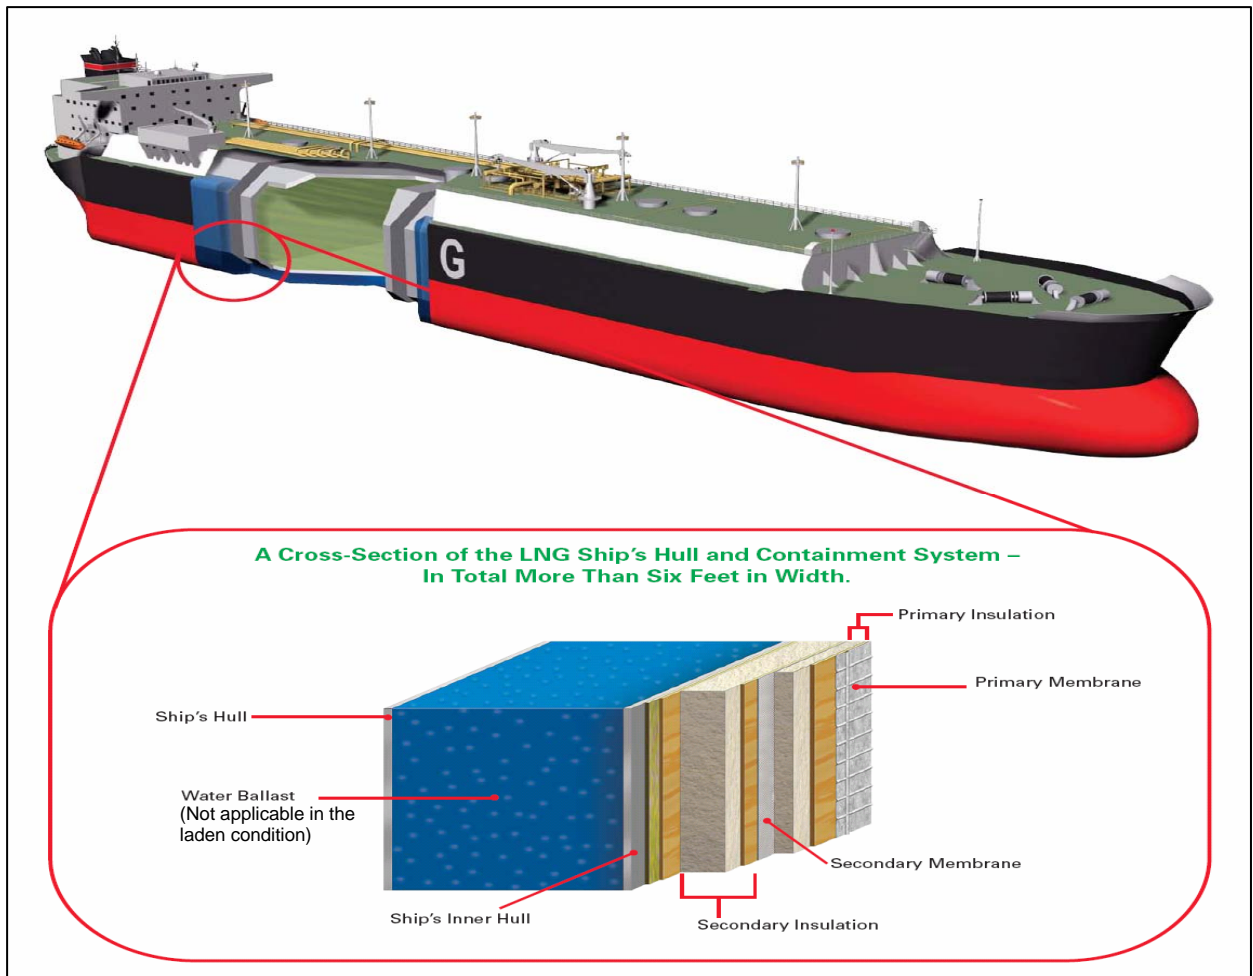 G
A Cross-Section of the LNG Ship's Hull and Containment System –
In Total More Than Six Feet in Width.
Primary Insulation
Primary Membrane
Ship's Hull
Water Ballast
(Not applicable in the
laden condition)
Secondary Membrane
Ship's Inner Hull
Secondary Insulation